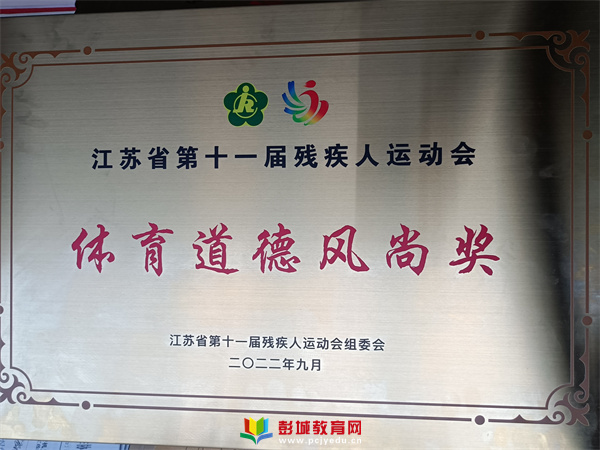 江苏省第十一届残疾人运动会
体育道德风尚奖
江苏省第十一届残疾人运动会组委会
二〇二二年九月
彭城教育网
www.pcjyedu.cn